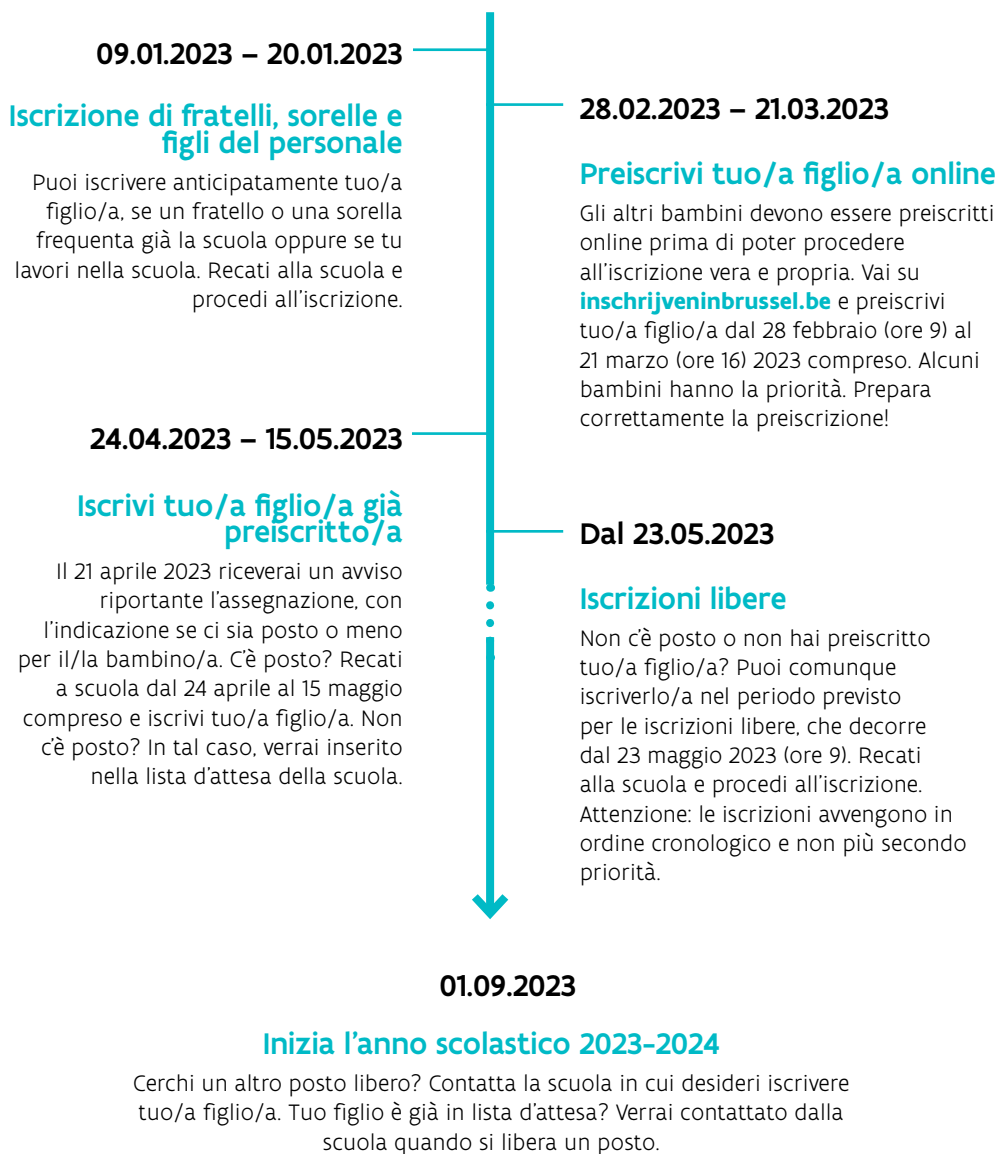 09.01.2023 – 20.01.2023
Iscrizione di fratelli, sorelle e
figli del personale
Puoi iscrivere anticipatamente tuo/a
figlio/a, se un fratello o una sorella
frequenta già la scuola oppure se tu
lavori nella scuola. Recati alla scuola e
procedi all'iscrizione.
28.02.2023 – 21.03.2023
Preiscrivi tuo/a figlio/a online
Gli altri bambini devono essere preiscritti
online prima di poter procedere
all'iscrizione vera e propria. Vai su
inschrijveninbrussel.be e preiscrivi
tuo/a figlio/a dal 28 febbraio (ore 9) al
21 marzo (ore 16) 2023 compreso. Alcuni
bambini hanno la priorità. Prepara
correttamente la preiscrizione!
24.04.2023 – 15.05.2023
Iscrivi tuo/a figlio/a già
preiscritto/a
Il 21 aprile 2023 riceverai un avviso
riportante l'assegnazione, con
l'indicazione se ci sia posto o meno
per il/la bambino/a. C'è posto? Recati
a scuola dal 24 aprile al 15 maggio
compreso e iscrivi tuo/a figlio/a. Non
c'è posto? In tal caso, verrai inserito
nella lista d'attesa della scuola.
Dal 23.05.2023
Iscrizioni libere
Non c'è posto o non hai preiscritto
tuo/a figlio/a? Puoi comunque
iscriverlo/a nel periodo previsto
per le iscrizioni libere, che decorre
dal 23 maggio 2023 (ore 9). Recati
alla scuola e procedi all'iscrizione.
Attenzione: le iscrizioni avvengono in
ordine cronologico e non più secondo
priorità.
01.09.2023
Inizia l'anno scolastico 2023-2024
Cerchi un altro posto libero? Contatta la scuola in cui desideri iscrivere
tuo/a figlio/a. Tuo figlio è già in lista d'attesa? Verrai contattato dalla
scuola quando si libera un posto.